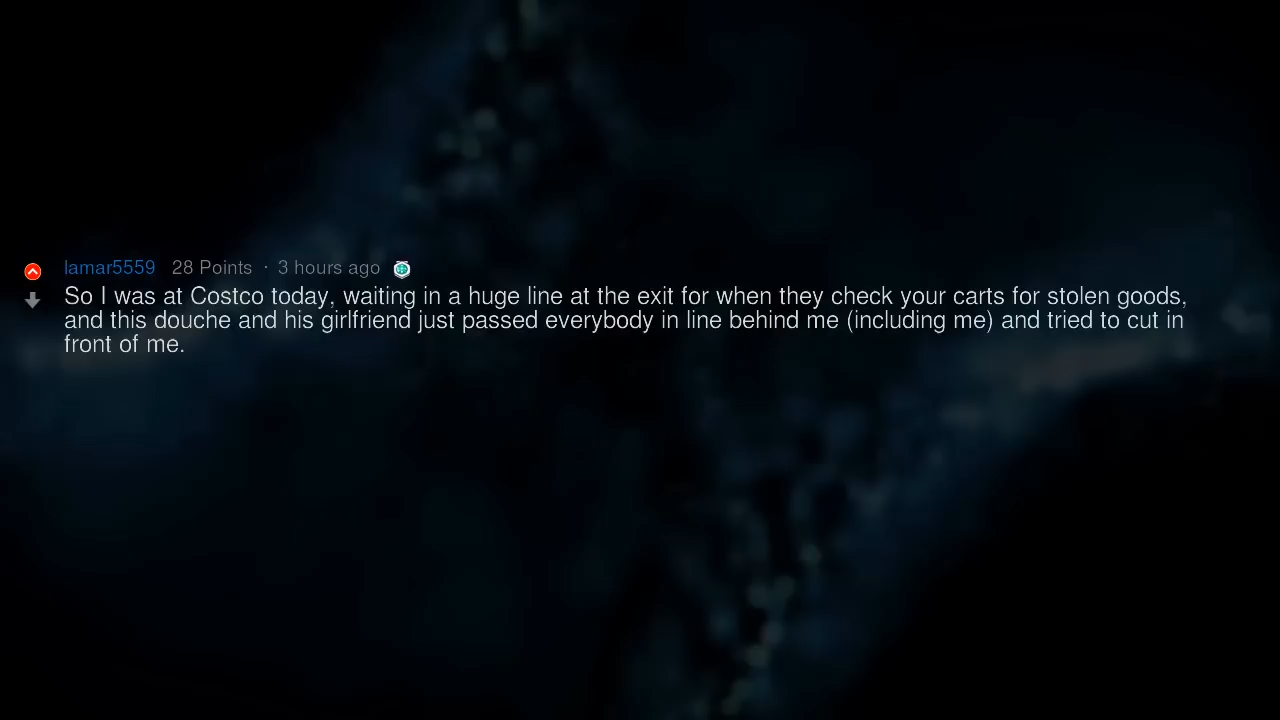 lamar5559 28 Points · 3 hours ago
So I was at Costco today, waiting in a huge line at the exit for when they check your carts for stolen goods,
and this douche and his girlfriend just passed everybody in line behind me (including me) and tried to cut in
front of me.